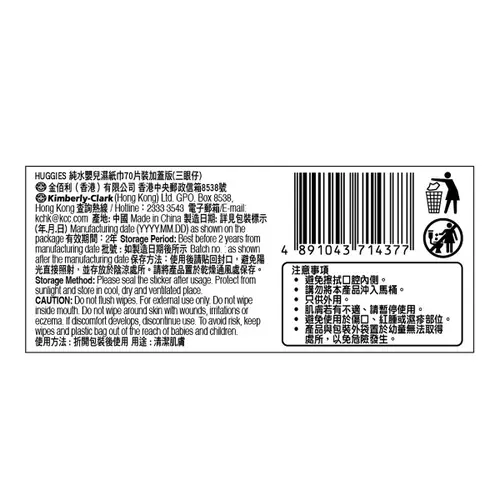 HUGGIES 純水嬰兒濕紙巾70片裝加蓋版(三眼仔)
金佰利（香港）有限公司 香港中央郵政信箱8538號
Kimberly-Clark (Hong Kong) Ltd. GPO. Box 8538,
Hong Kong 查詢熱線 / Hotline : 2333 3543 電子郵箱/E-mail:
kchk@kcc.com 產地: 中國 Made in China 製造日期: 詳見包裝標示
(年.月.日) Manufacturing date (YYYY.MM.DD) as shown on the
package 有效期間：2年 Storage Period: Best before 2 years from
manufacturing date 批號：如製造日期後所示 Batch no.: as shown
after the manufacturing date 保存方法：使用後請貼回封口，避免陽
光直接照射，並存放於陰涼處所。請將產品置於乾燥通風處保存。
Storage Method: Please seal the sticker after usage. Protect from
sunlight and store in cool, dry and ventilated place.
CAUTION: Do not flush wipes. For external use only. Do not wipe
inside mouth. Do not wipe around skin with wounds, irritations or
eczema. If discomfort develops, discontinue use. To avoid risk, keep
wipes and plastic bag out of the reach of babies and children.
使用方法：折開包裝後使用 用途：清潔肌膚
4 891043 714377
注意事項
• 避免擦拭口腔內側。
• 請勿將本產品沖入馬桶。
• 只供外用。
• 肌膚若有不適、請暫停使用。
• 避免使用於傷口、紅腫或濕疹部位。
• 產品與包裝外袋置於幼童無法取得
處所，以免危險發生。